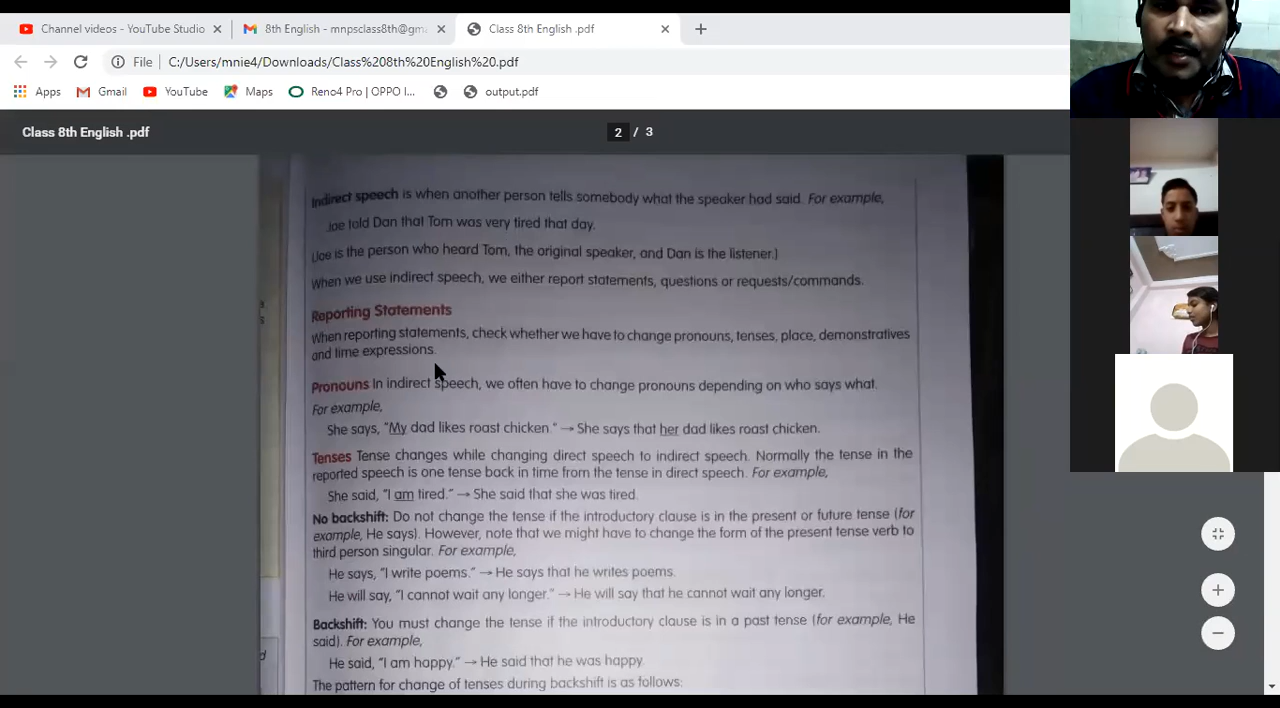 Channel videos - YouTube Studio
8th English - mnpsclass8th@gma
Class 8th English .pdf
File C:/Users/mnie4/Downloads/Class%208th%20English%20.pdf
Apps Gmail YouTube Maps Reno4 Pro | OPPO I... output.pdf
Class 8th English .pdf 2 / 3
Indirect speech is when another person tells somebody what the speaker had said. For example,
Joe told Dan that Tom was very tired that day.
(Joe is the person who heard Tom, the original speaker, and Dan is the listener.)
When we use indirect speech, we either report statements, questions or requests/commands.
Reporting Statements
When reporting statements, check whether we have to change pronouns, tenses, place, demonstratives
and time expressions.
Pronouns In indirect speech, we often have to change pronouns depending on who says what.
For example,
She says, "My dad likes roast chicken." → She says that her dad likes roast chicken.
Tenses Tense changes while changing direct speech to indirect speech. Normally the tense in the
reported speech is one tense back in time from the tense in direct speech. For example,
She said, "I am tired." → She said that she was tired.
No backshift: Do not change the tense if the introductory clause is in the present or future tense (for
example, He says). However, note that we might have to change the form of the present tense verb to
third person singular. For example,
He says, "I write poems." → He says that he writes poems.
He will say, "I cannot wait any longer." → He will say that he cannot wait any longer.
Backshift: You must change the tense if the introductory clause is in a past tense (for example, He
said). For example,
He said, "I am happy." → He said that he was happy.
The pattern for change of tenses during backshift is as follows: